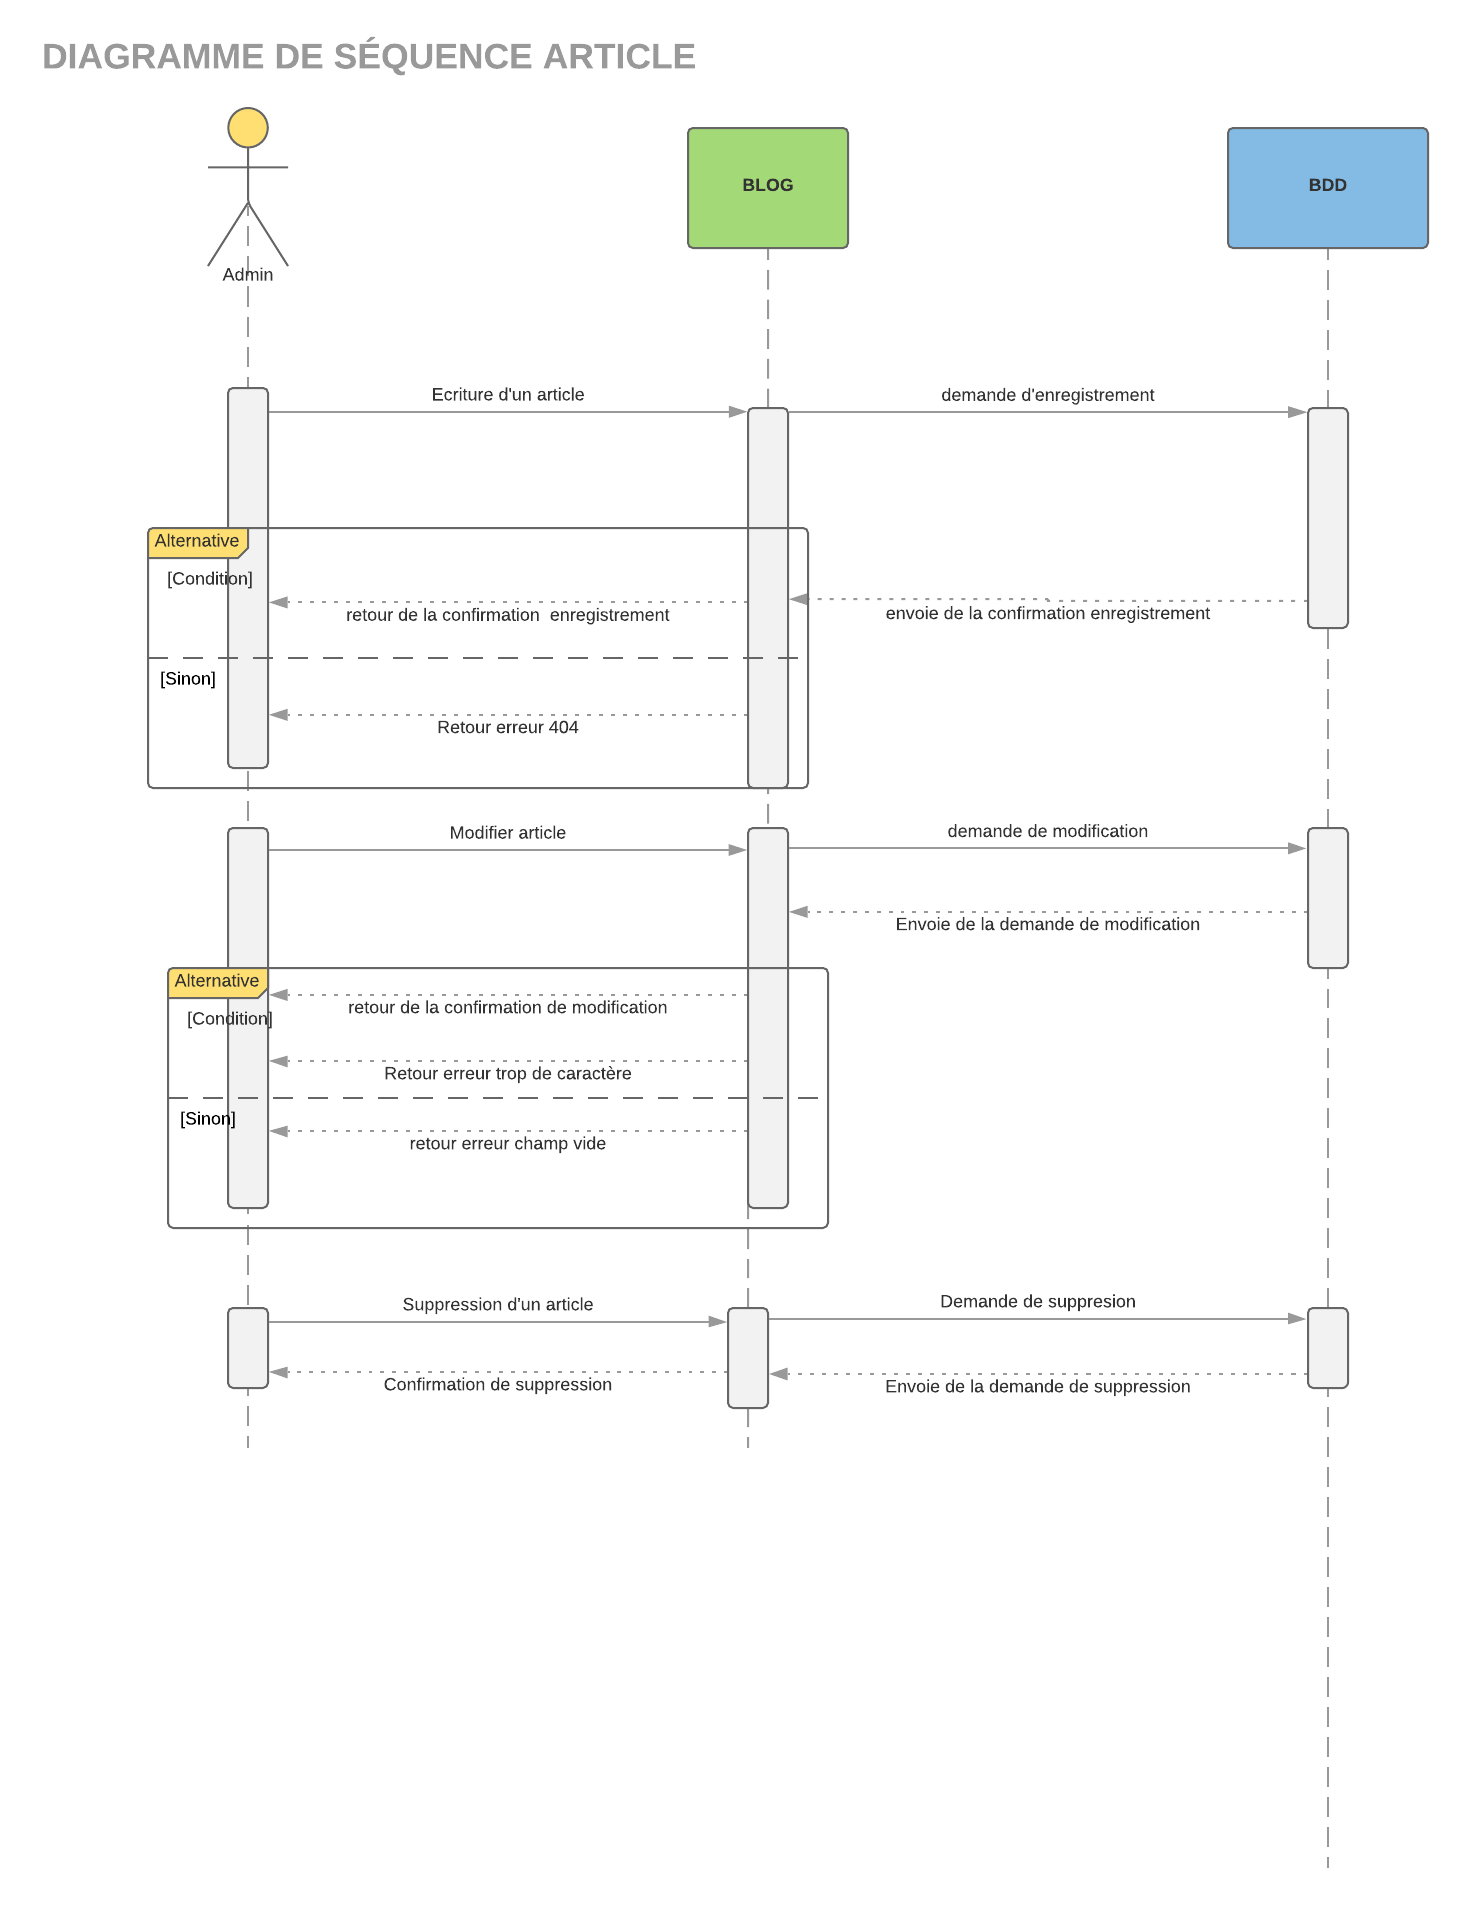 DIAGRAMME DE SÉQUENCE ARTICLE
BLOG
BDD
Admin
Ecriture d'un article
demande d'enregistrement
Alternative
[Condition]
retour de la confirmation  enregistrement
envoie de la confirmation enregistrement
[Sinon]
Retour erreur 404
Modifier article
demande de modification
Envoie de la demande de modification
Alternative
retour de la confirmation de modification
[Condition]
Retour erreur trop de caractère
[Sinon]
retour erreur champ vide
Suppression d'un article
Demande de suppresion
Confirmation de suppression
Envoie de la demande de suppression